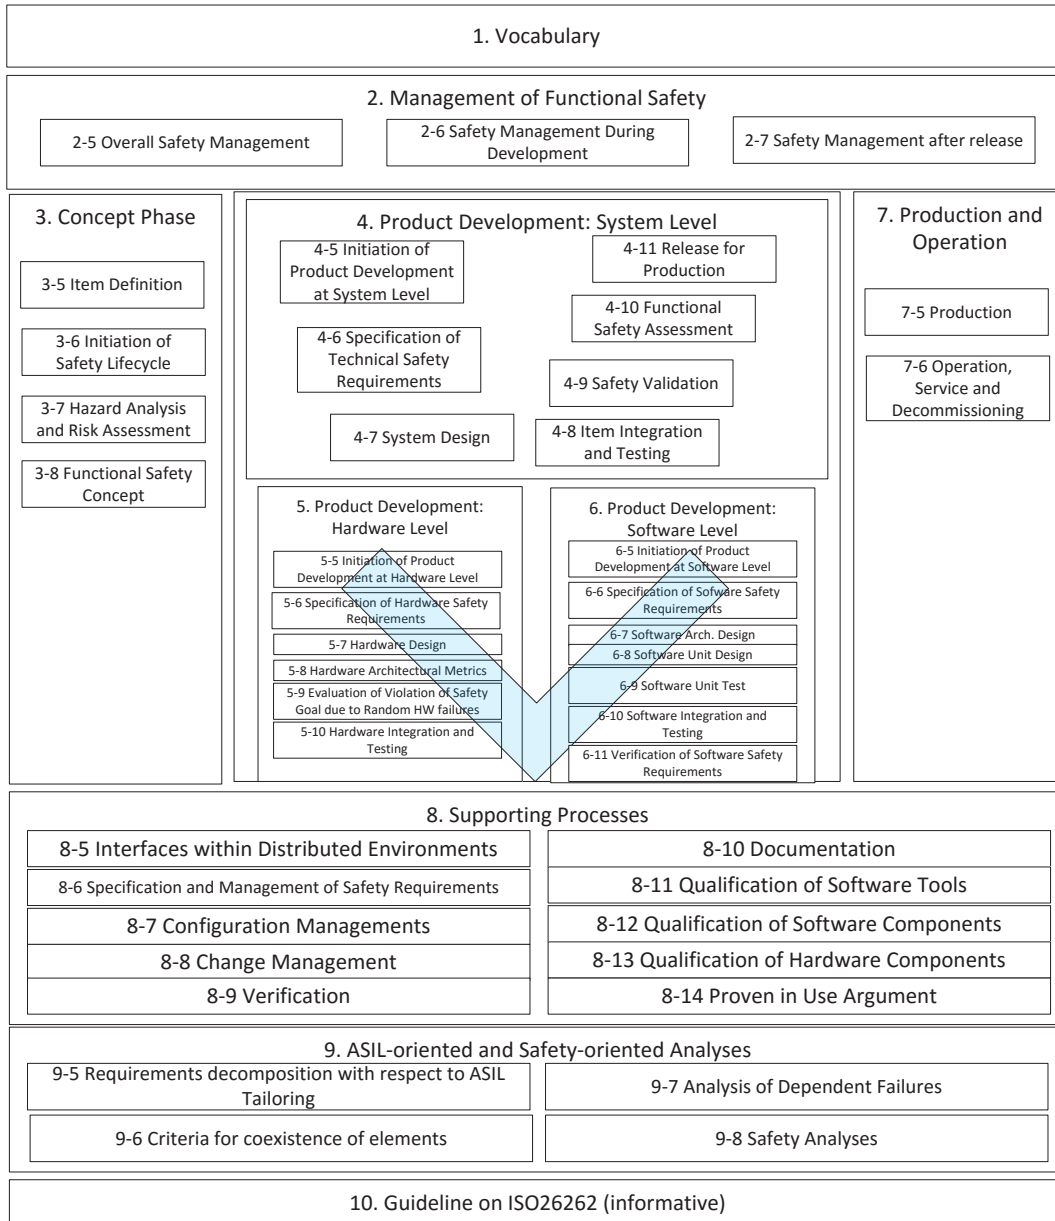 1. Vocabulary
2. Management of Functional Safety
2-5 Overall Safety Management
2-6 Safety Management During
Development
2-7 Safety Management after release
3. Concept Phase
3-5 Item Definition
3-6 Initiation of
Safety Lifecycle
3-7 Hazard Analysis
and Risk Assessment
3-8 Functional Safety
Concept
4. Product Development: System Level
4-5 Initiation of
Product Development
at System Level
4-6 Specification of
Technical Safety
Requirements
4-7 System Design
4-11 Release for
Production
4-10 Functional
Safety Assessment
4-9 Safety Validation
4-8 Item Integration
and Testing
5. Product Development:
Hardware Level
5-5 Initiation of Product
Development at Hardware Level
5-6 Specification of Hardware Safety
Requirements
5-7 Hardware Design
5-8 Hardware Architectural Metrics
5-9 Evaluation of Violation of Safety
Goal due to Random HW failures
5-10 Hardware Integration and
Testing
6. Product Development:
Software Level
6-5 Initiation of Product
Development at Software Level
6-6 Specification of Sofware Safety
Requirements
6-7 Software Arch. Design
6-8 Software Unit Design
6-9 Software Unit Test
6-10 Software Integration and
Testing
6-11 Verification of Software Safety
Requirements
7. Production and
Operation
7-5 Production
7-6 Operation,
Service and
Decommissioning
8. Supporting Processes
8-5 Interfaces within Distributed Environments
8-6 Specification and Management of Safety Requirements
8-7 Configuration Managements
8-8 Change Management
8-9 Verification
8-10 Documentation
8-11 Qualification of Software Tools
8-12 Qualification of Software Components
8-13 Qualification of Hardware Components
8-14 Proven in Use Argument
9. ASIL-oriented and Safety-oriented Analyses
9-5 Requirements decomposition with respect to ASIL
Tailoring
9-6 Criteria for coexistence of elements
9-7 Analysis of Dependent Failures
9-8 Safety Analyses
10. Guideline on ISO26262 (informative)